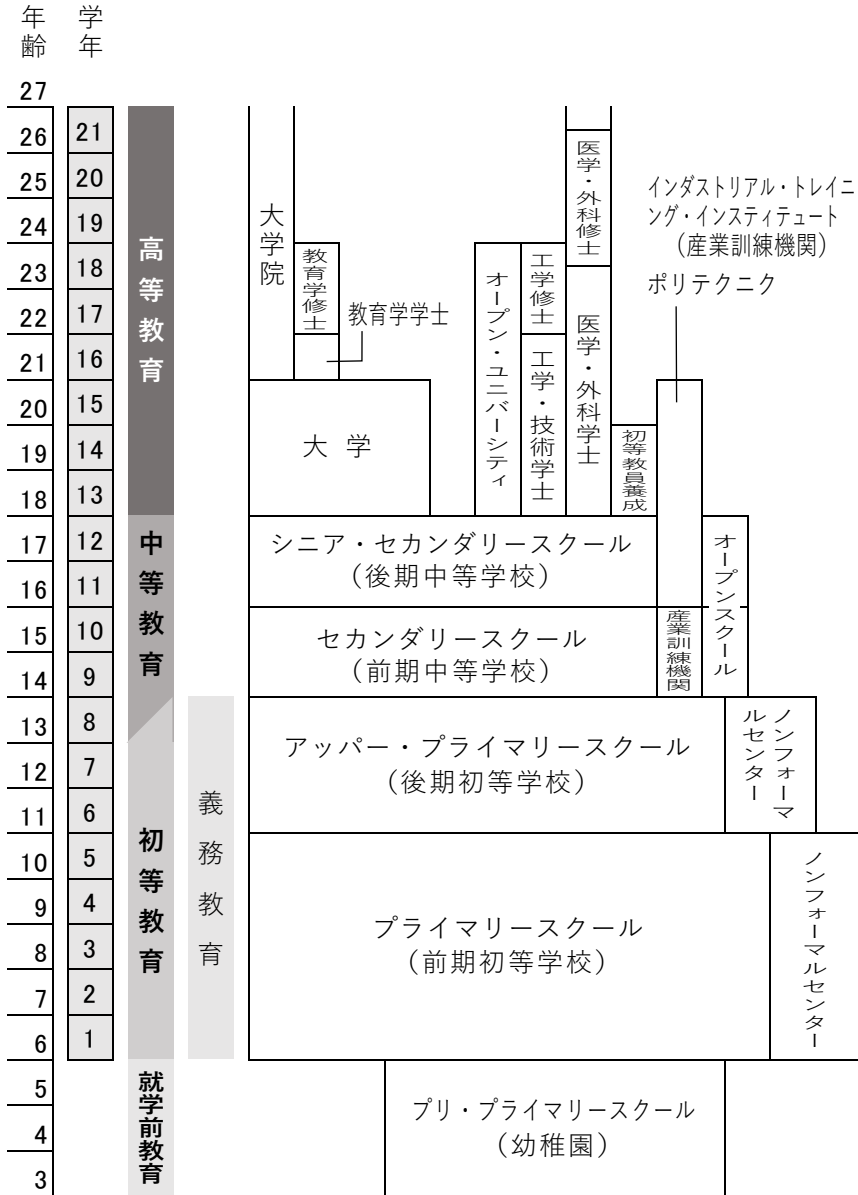 年齢
学年
27
26
25
24
23
22
21
20
19
18
17
16
15
14
13
12
11
10
9
8
7
6
5
4
3
21
20
19
18
17
16
15
14
13
12
11
10
9
8
7
6
5
4
3
2
1
高等教育
中等教育
初等教育
就学前教育
義務教育
大学院
教育学修士
教育学学士
大学
オープン・ユニバーシティ
工学修士
工学・技術学士
医学・外科修士
医学・外科学士
初等教員養成
インダストリアル・トレイニ
ング・インスティテュート
(産業訓練機関)
ポリテクニク
シニア・セカンダリースクール
(後期中等学校)
セカンダリースクール
(前期中等学校)
産業訓練機関
オープンスクール
アッパー・プライマリースクール
(後期初等学校)
ノンフォーマ
ルセンター
プライマリースクール
(前期初等学校)
ノンフォーマルセンター
プリ・プライマリースクール
(幼稚園)